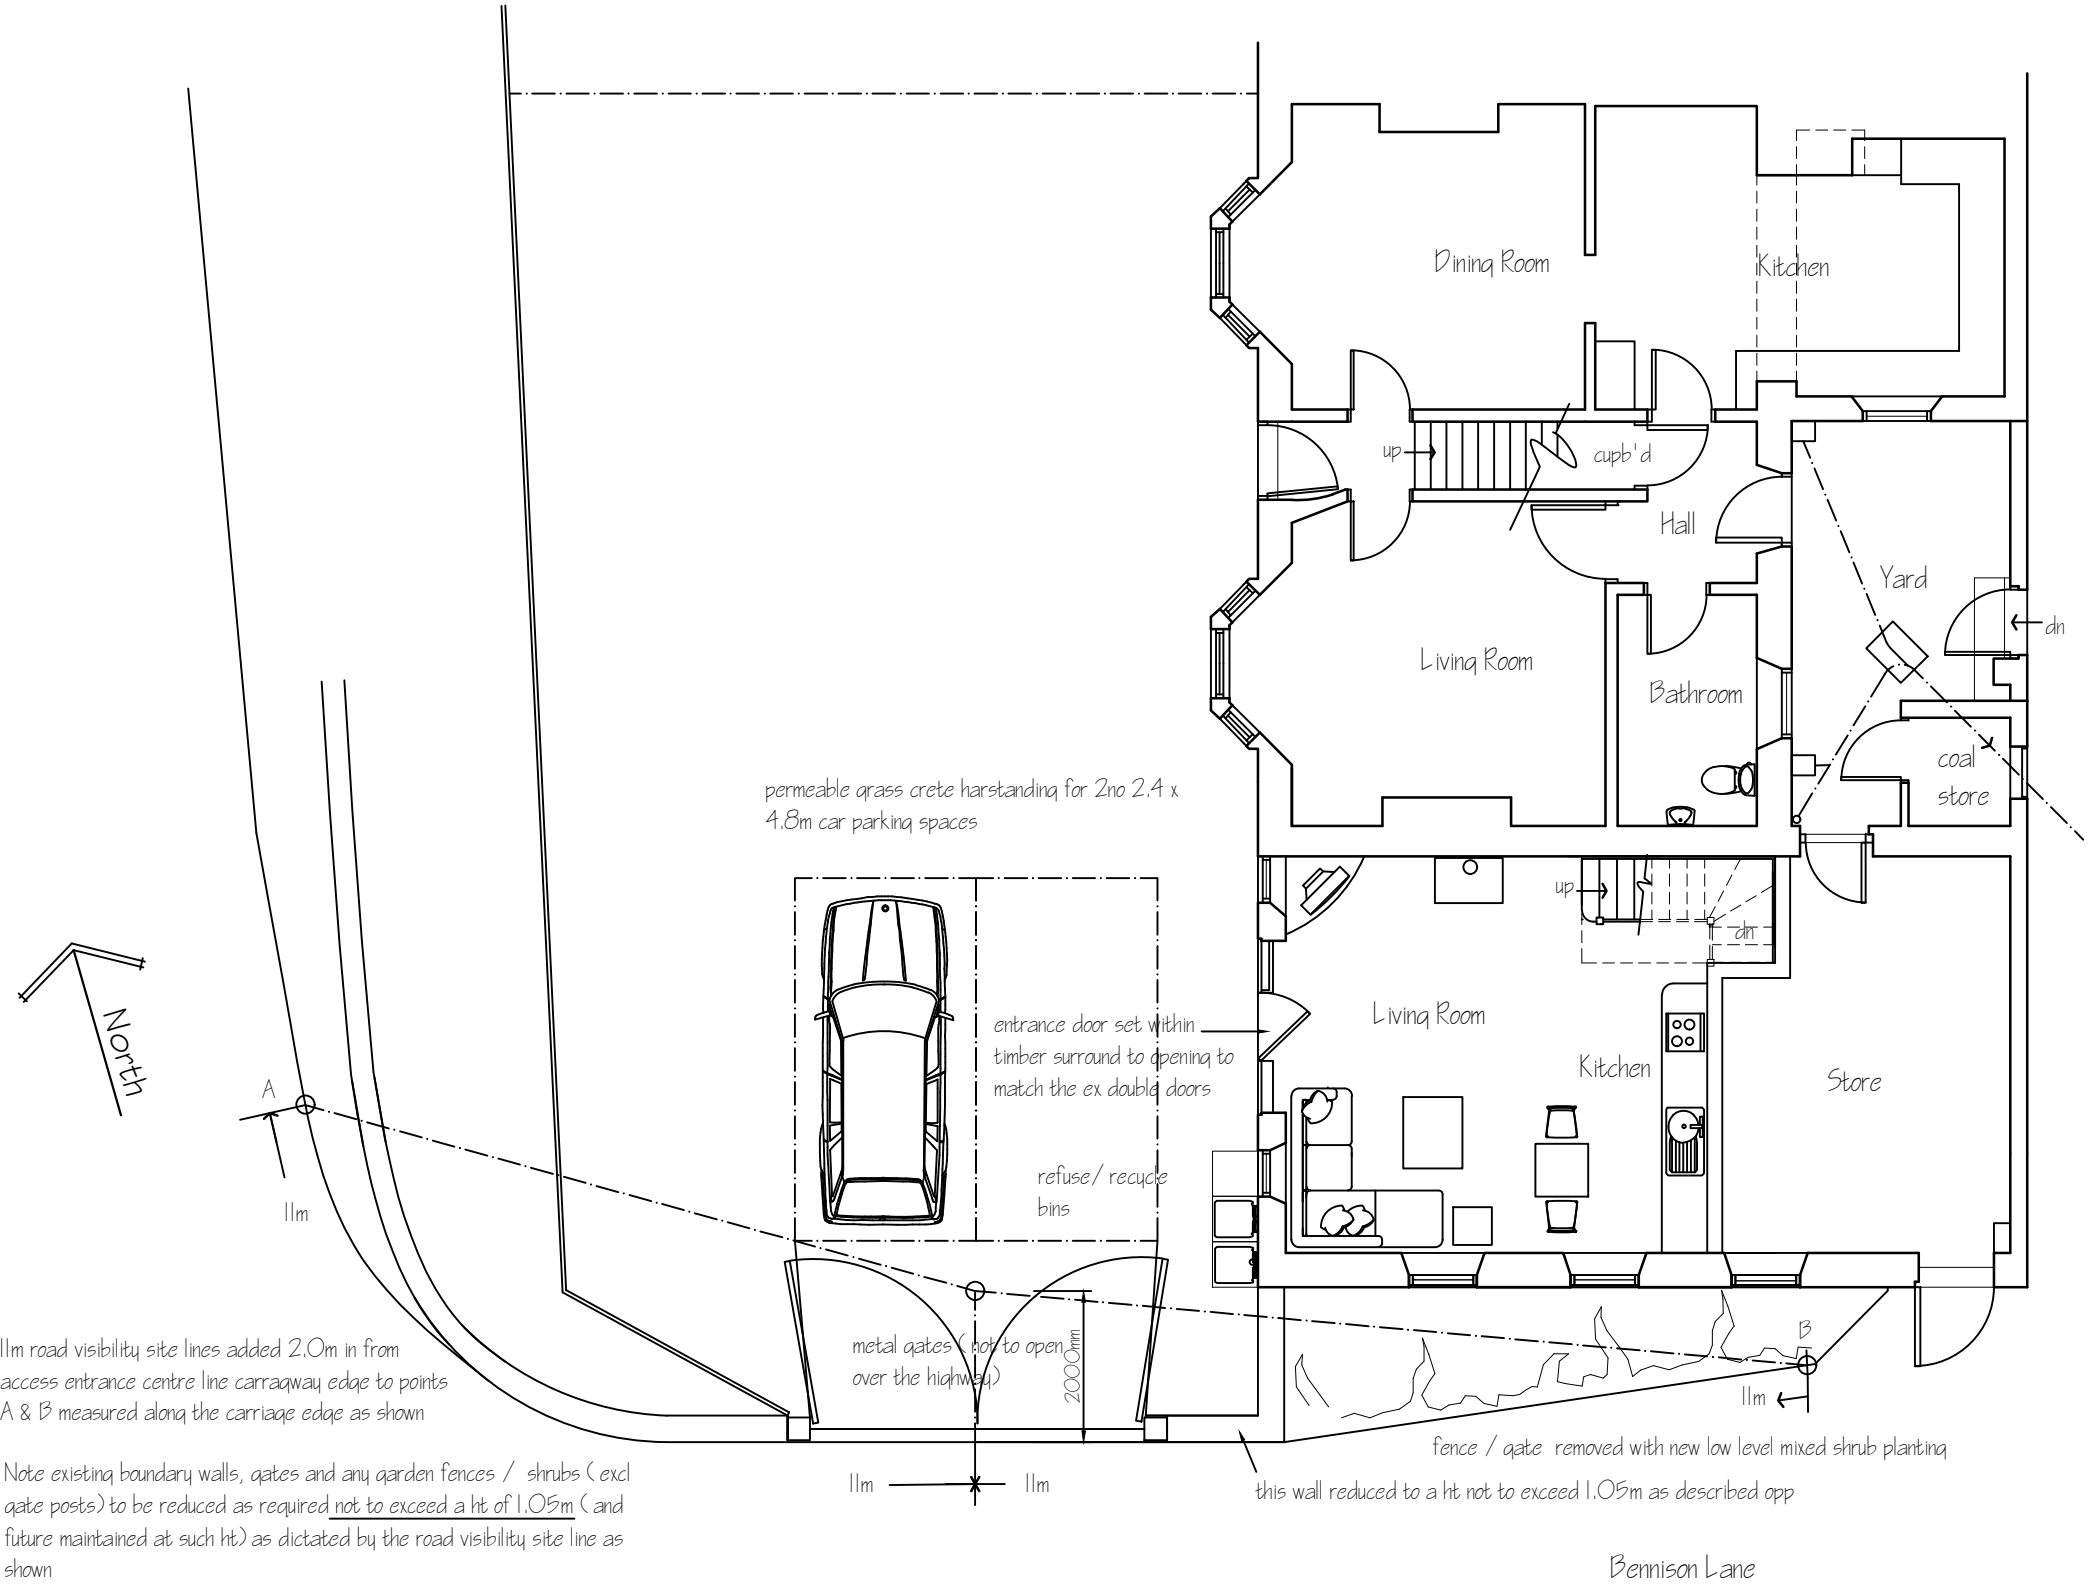 Dining Room
Kitchen
up
cupb'd
Hall
Yard
dn
Living Room
Bathroom
coal
store
permeable grass crete harstanding for 2no 2.4 x
4.8m car parking spaces
up
dn
North
A
11m
entrance door set within
timber surround to opening to
match the ex double doors
Living Room
Kitchen
Store
refuse/ recycle
bins
metal gates ( not to open
over the highway)
2000mm
B
11m
11m road visibility site lines added 2.0m in from
access entrance centre line carragway edge to points
A & B measured along the carriage edge as shown
Note existing boundary walls, gates and any garden fences / shrubs ( excl
gate posts) to be reduced as required not to exceed a ht of 1.05m ( and
future maintained at such ht) as dictated by the road visibility site line as
shown
11m
11m
fence / gate removed with new low level mixed shrub planting
this wall reduced to a ht not to exceed 1.05m as described opp
Bennison Lane